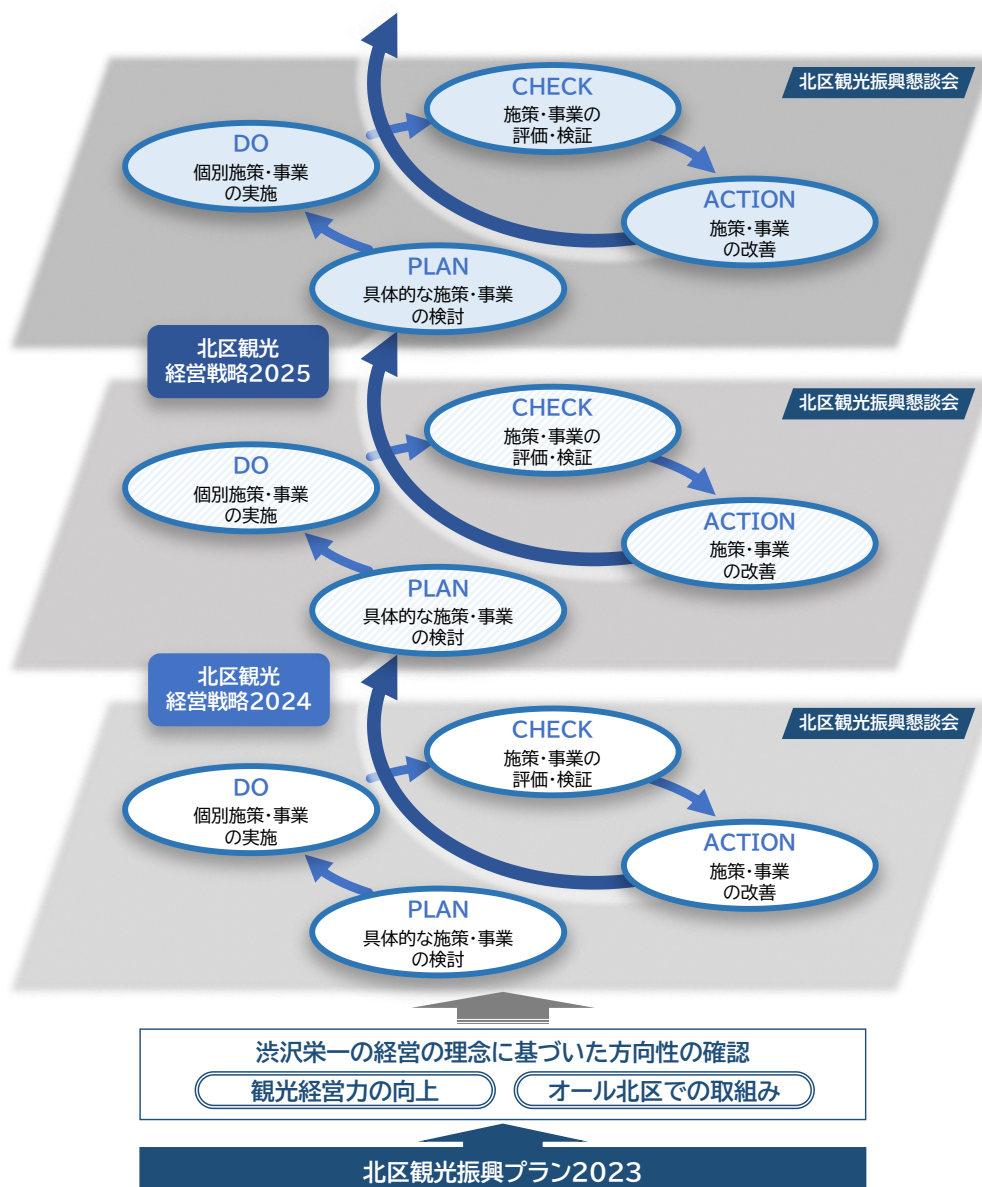 北区観光振興懇談会
CHECK
施策・事業の
評価・検証
DO
個別施策・事業
の実施
ACTION
施策・事業
の改善
PLAN
具体的な施策・事業
の検討
北区観光
経営戦略2025
北区観光振興懇談会
CHECK
施策・事業の
評価・検証
DO
個別施策・事業
の実施
ACTION
施策・事業
の改善
PLAN
具体的な施策・事業
の検討
北区観光
経営戦略2024
北区観光振興懇談会
CHECK
施策・事業の
評価・検証
DO
個別施策・事業
の実施
ACTION
施策・事業
の改善
PLAN
具体的な施策・事業
の検討
渋沢栄一の経営の理念に基づいた方向性の確認
観光経営力の向上
オール北区での取組み
北区観光振興プラン2023